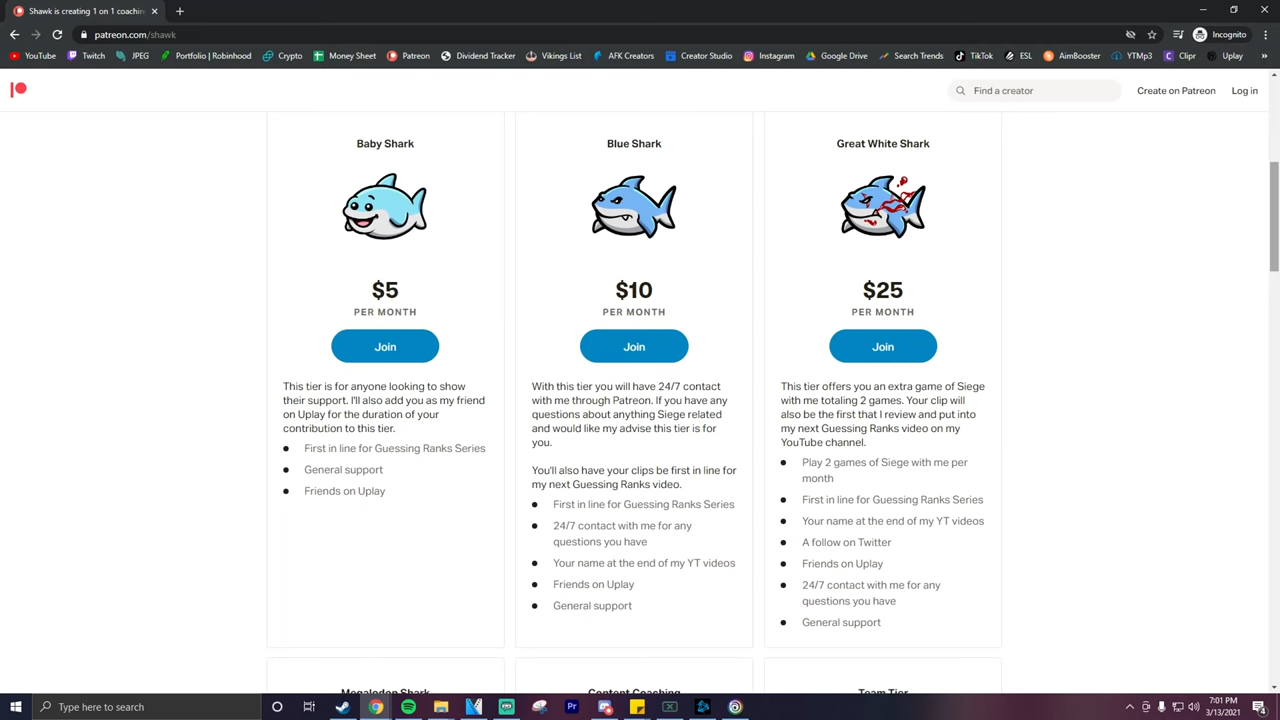 Shawk is creating 1 on 1 coachin
patreon.com/shawk
Incognito
YouTube
Twitch
JPEG
Portfolio | Robinhood
Crypto
Money Sheet
Patreon
Dividend Tracker
Vikings List
AFK Creators
Creator Studio
Instagram
Google Drive
Search Trends
TikTok
ESL
AimBooster
YTMp3
Clipr
Uplay
Find a creator
Create on Patreon
Log in
Baby Shark
$5
PER MONTH
Join
This tier is for anyone looking to show
their support. I'll also add you as my friend
on Uplay for the duration of your
contribution to this tier.
First in line for Guessing Ranks Series
General support
Friends on Uplay
Blue Shark
$10
PER MONTH
Join
With this tier you will have 24/7 contact
with me through Patreon. If you have any
questions about anything Siege related
and would like my advise this tier is for
you.
You'll also have your clips be first in line for
my next Guessing Ranks video.
First in line for Guessing Ranks Series
24/7 contact with me for any
questions you have
Your name at the end of my YT videos
Friends on Uplay
General support
Great White Shark
$25
PER MONTH
Join
This tier offers you an extra game of Siege
with me totaling 2 games. Your clip will
also be the first that I review and put into
my next Guessing Ranks video on my
YouTube channel.
Play 2 games of Siege with me per
month
First in line for Guessing Ranks Series
Your name at the end of my YT videos
A follow on Twitter
Friends on Uplay
24/7 contact with me for any
questions you have
General support
Megalodon Shark
Content Coaching
Team Tier
Type here to search
Pr
7:01 PM
3/13/2021